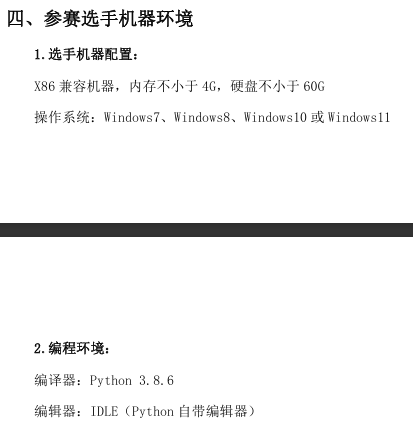 四、参赛选手机器环境
1.选手机器配置：
X86 兼容机器，内存不小于 4G，硬盘不小于 60G
操作系统：Windows7、Windows8、Windows10 或 Windows11
2.编程环境：
编译器：Python 3.8.6
编辑器：IDLE（Python 自带编辑器）